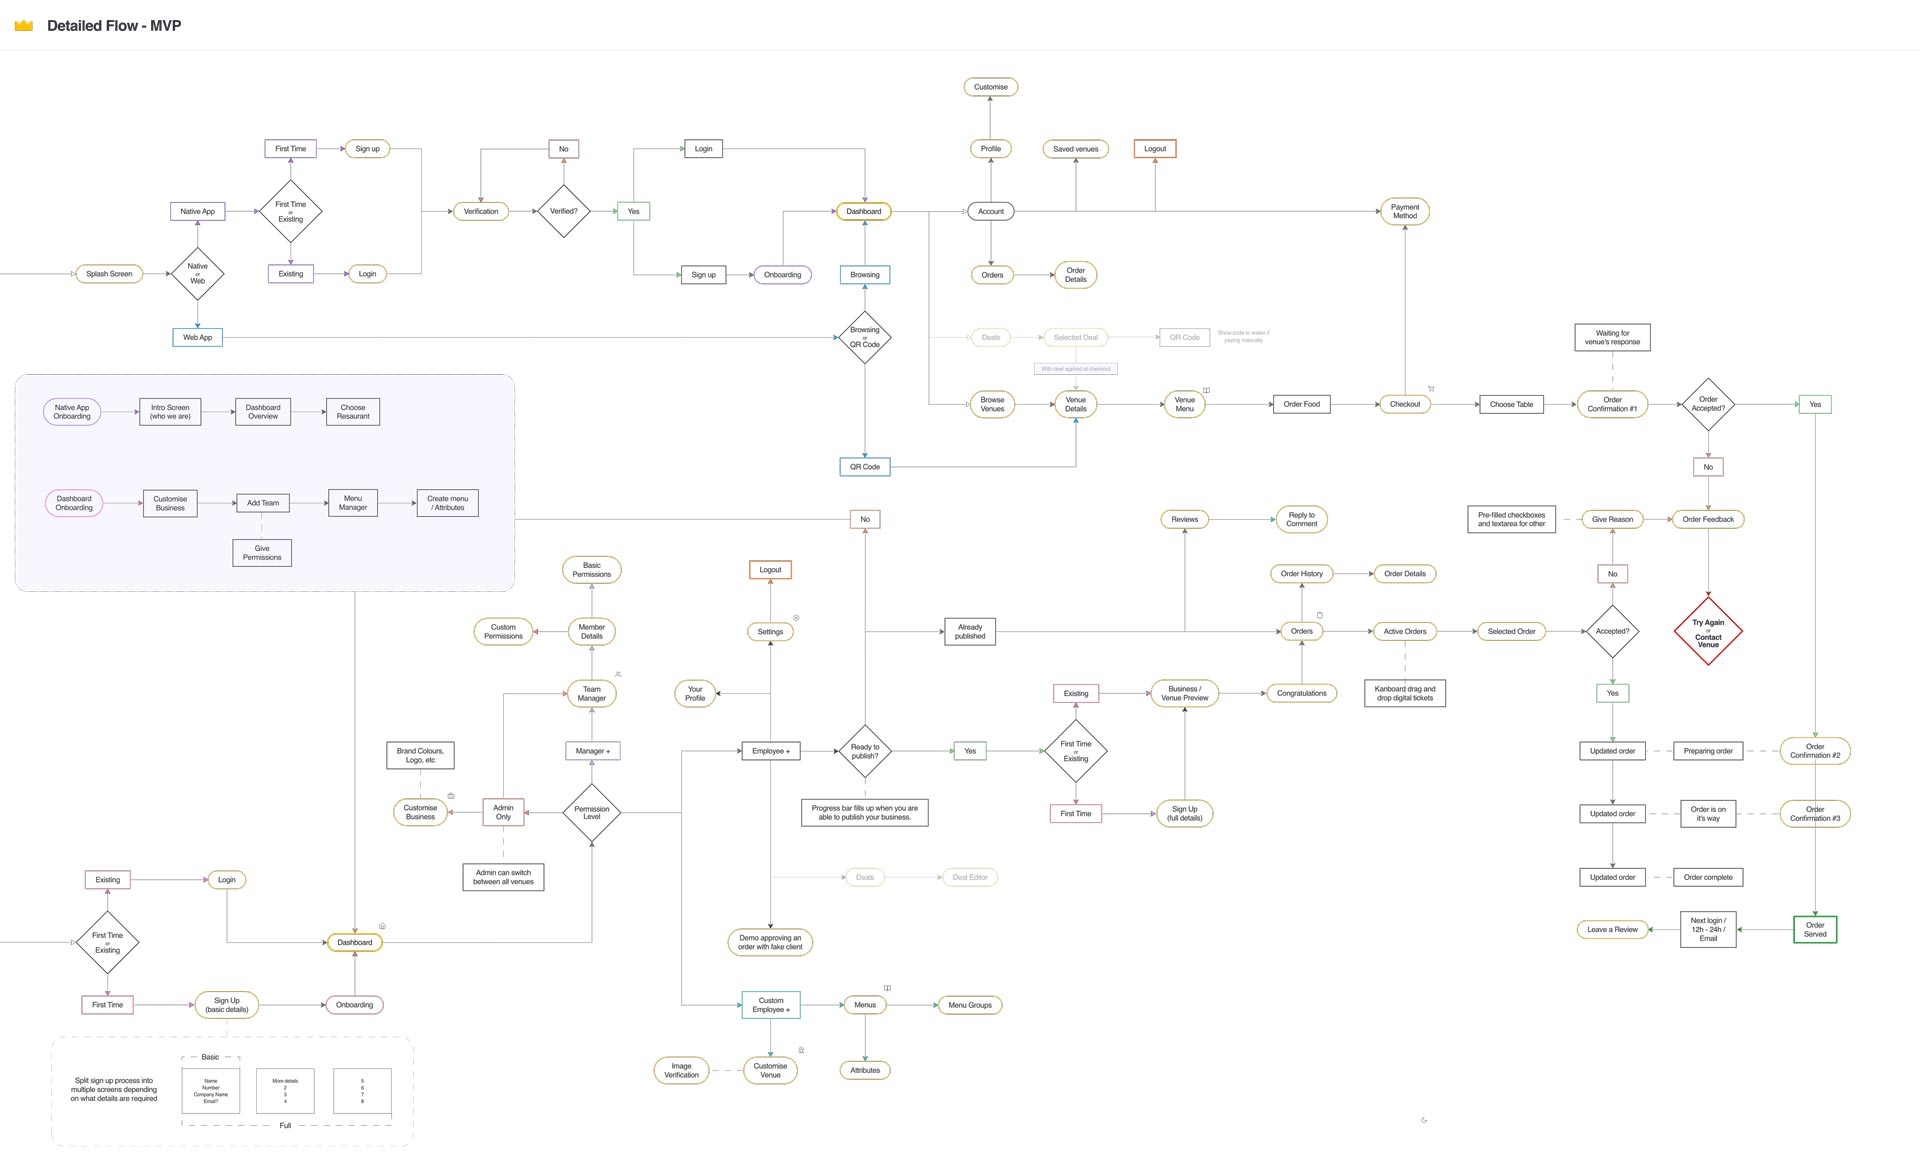 Detailed Flow - MVP
Customise
First Time
Sign up
No
Login
Profile
Saved venues
Logout
Native App
First Time
or
Existing
Verification
Verified?
Yes
Dashboard
Account
Payment
Method
Splash Screen
Native
or
Web
Existing
Login
Sign up
Onboarding
Browsing
Orders
Order
Details
Web App
Browsing
or
QR Code
Deals
Selected Deal
QR Code
Show code to waiter if
paying manually
Waiting for
venue's response
With deal applied at checkout
Native App
Onboarding
Intro Screen
(who we are)
Dashboard
Overview
Choose
Resaurant
Browse
Venues
Venue
Details
Venue
Menu
Order Food
Checkout
Choose Table
Order
Confirmation #1
Order
Accepted?
Yes
QR Code
No
Dashboard
Onboarding
Customise
Business
Add Team
Menu
Manager
Create menu
/ Attributes
Give
Permissions
No
Reviews
Reply to
Comment
Pre-filled checkboxes
and textarea for other
Give Reason
Order Feedback
Basic
Permissions
Logout
Order History
Order Details
No
Custom
Permissions
Member
Details
Settings
Already
published
Orders
Active Orders
Selected Order
Accepted?
Try Again
or
Contact
Venue
Team
Manager
Your
Profile
Existing
Business /
Venue Preview
Congratulations
Kanboard drag and
drop digital tickets
Yes
Brand Colours,
Logo, etc
Manager +
Employee +
Ready to
publish?
Yes
First Time
or
Existing
Updated order
Preparing order
Order
Confirmation #2
Customise
Business
Admin
Only
Permission
Level
Progress bar fills up when you are
able to publish your business.
First Time
Sign Up
(full details)
Updated order
Order is on
it's way
Order
Confirmation #3
Existing
Login
Admin can switch
between all venues
Deals
Deal Editor
Updated order
Order complete
First Time
or
Existing
Dashboard
Demo approving an
order with fake client
Leave a Review
Next login /
12h - 24h /
Email
Order
Served
First Time
Sign Up
(basic details)
Onboarding
Custom
Employee +
Menus
Menu Groups
Image
Verification
Customise
Venue
Attributes
Split sign up process into
multiple screens depending
on what details are required
Basic
Name
Number
Company Name
Email?
More details
2
3
4
5
6
7
8
Full